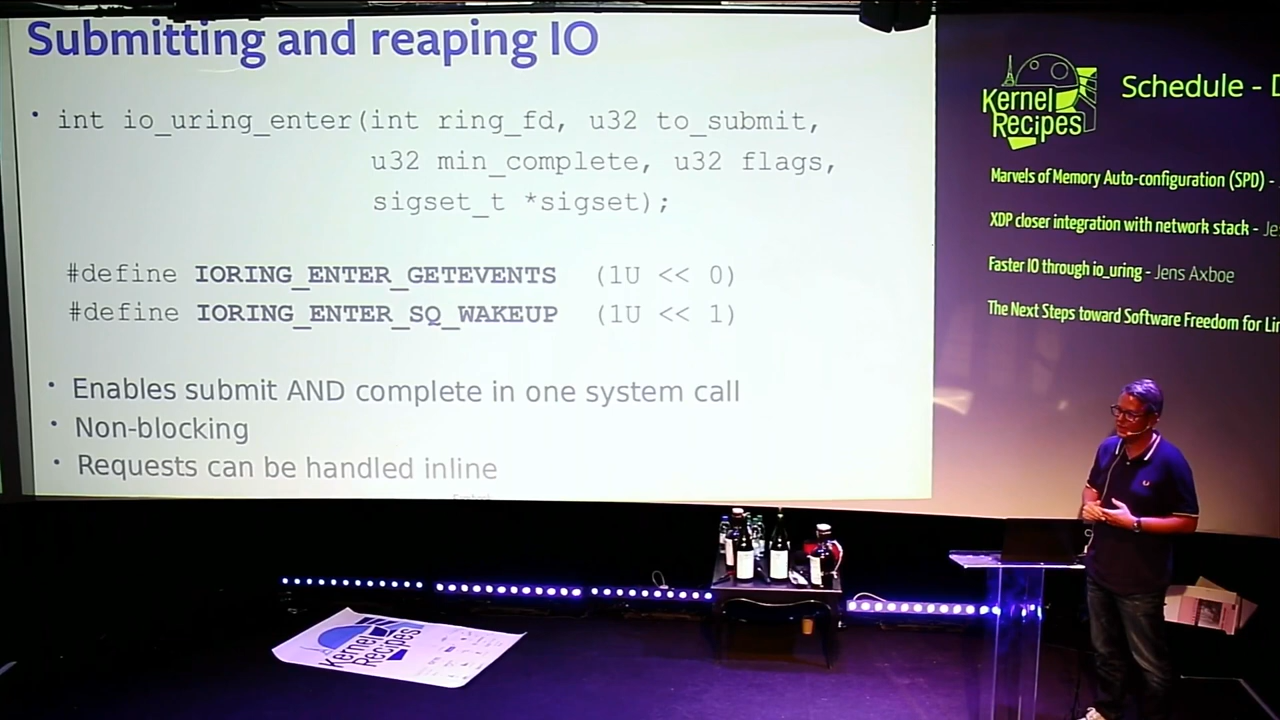 Submitting and reaping IO
• int io_uring_enter(int ring_fd, u32 to_submit,
u32 min_complete, u32 flags,
sigset_t *sigset);
#define IORING_ENTER_GETEVENTS (1U << 0)
#define IORING_ENTER_SQ_WAKEUP (1U << 1)
• Enables submit AND complete in one system call
• Non-blocking
• Requests can be handled inline
Kernel
Recipes
Schedule - D
Marvels of Memory Auto-configuration (SPD) -
XDP closer integration with network stack - Je
Faster IO through io_uring - Jens Axboe
The Next Steps toward Software Freedom for Lin
Kernel
Recipes